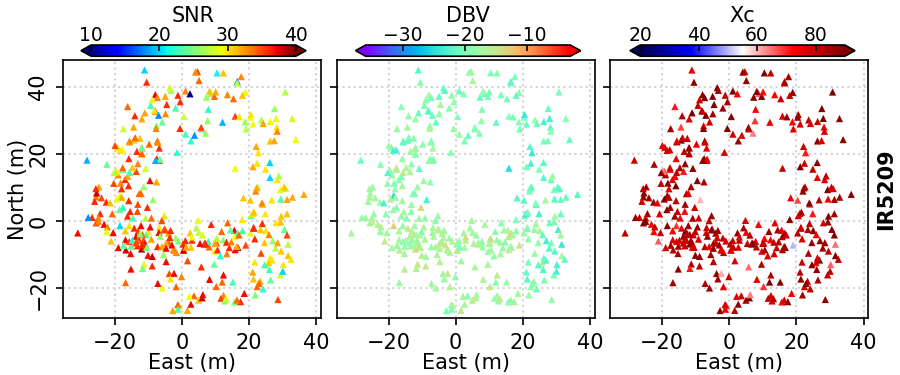 SNR DBV Xc
10 20 30 40 −30 −20 −10 20 40 60 80
40
20
0
−20
North (m)
IR5209
−20 0 20 40 −20 0 20 40 −20 0 20 40
East (m) East (m) East (m)